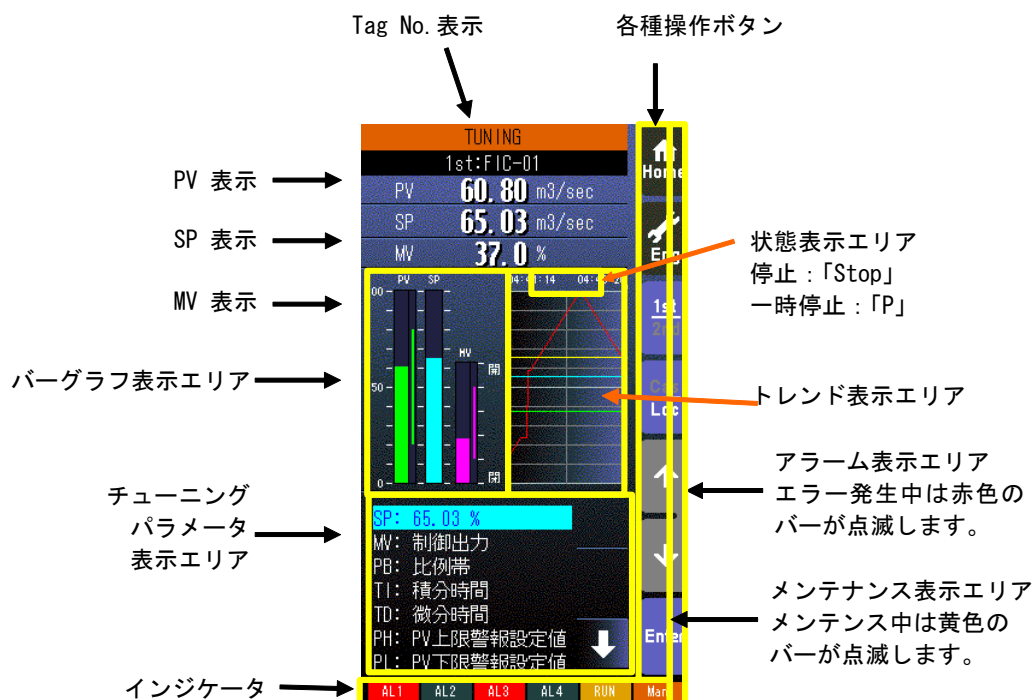 Tag No.表示
各種操作ボタン
TUNING
1st:FIC-01
PV 表示
PV 60.80 m3/sec
SP 表示
SP 65.03 m3/sec
MV 37.0 %
MV 表示
バーグラフ表示エリア
PV SP
MV
開
50
0
閉
Home
Eng
1st
2nd
Cas
Loc
Enter
状態表示エリア
停止:「Stop」
一時停止:「P」
トレンド表示エリア
アラーム表示エリア
エラー発生中は赤色の
バーが点滅します。
チューニング
パラメータ
表示エリア
SP: 65.03 %
MV: 制御出力
PB: 比例帯
TI: 積分時間
TD: 微分時間
PH: PV上限警報設定値
PL: PV下限警報設定値
メンテナンス表示エリア
メンテンス中は黄色の
バーが点滅します。
インジケータ
AL1 AL2 AL3 AL4 RUN